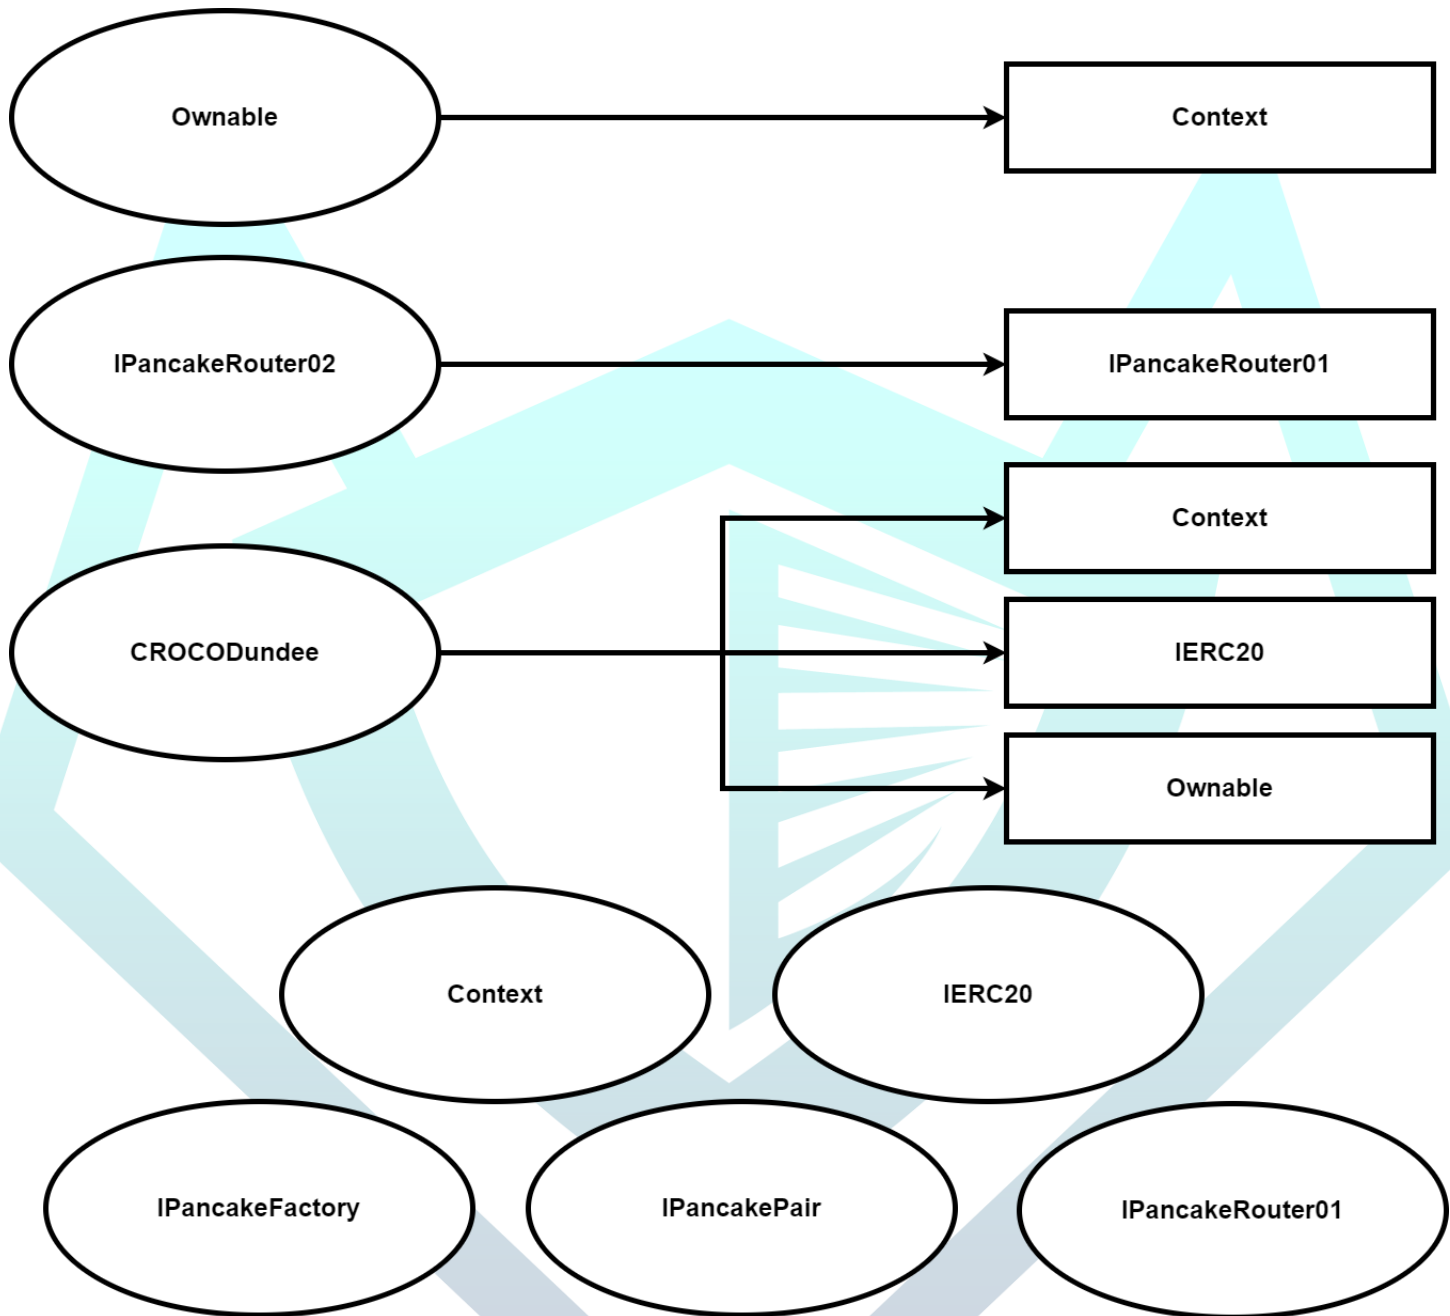 Ownable
Context
IPancakeRouter02
IPancakeRouter01
Context
CROCODundee
IERC20
Ownable
Context
IERC20
IPancakeFactory
IPancakePair
IPancakeRouter01